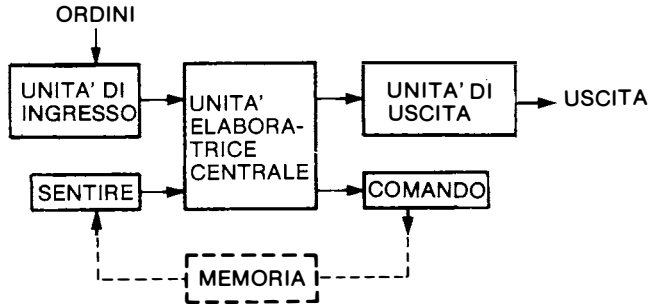 ORDINI
UNITA' DI
INGRESSO
UNITA'
ELABORA-
TRICE
CENTRALE
UNITA' DI
USCITA
USCITA
SENTIRE
COMANDO
MEMORIA